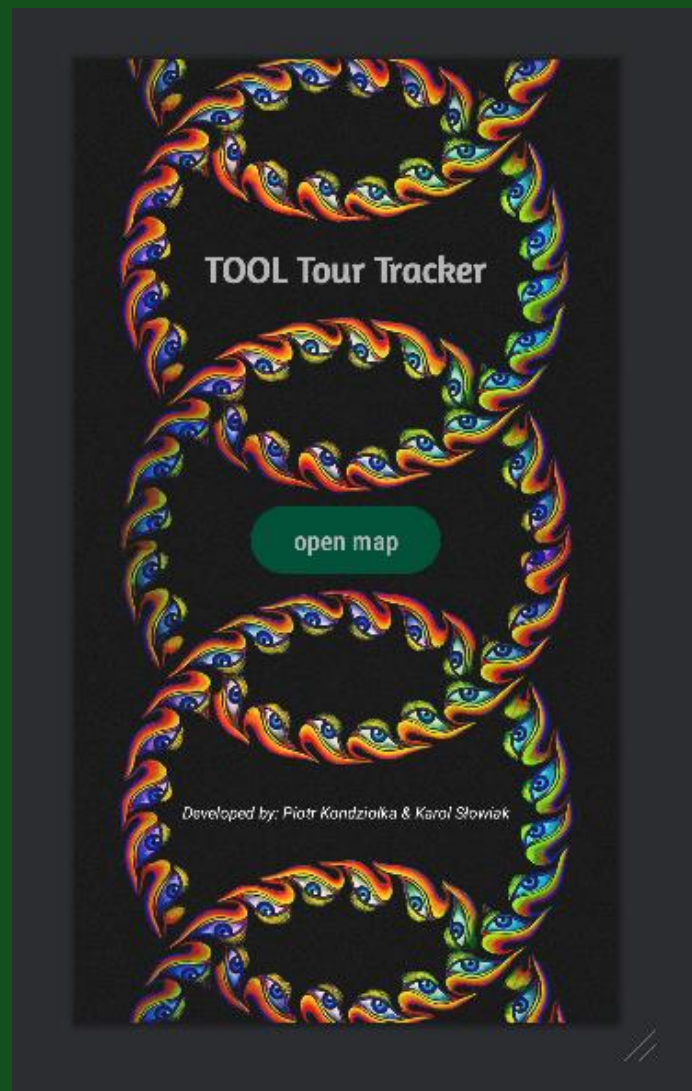 TOOL Tour Tracker
open map
Developed by: Piotr Kondziołka & Karol Słowiak